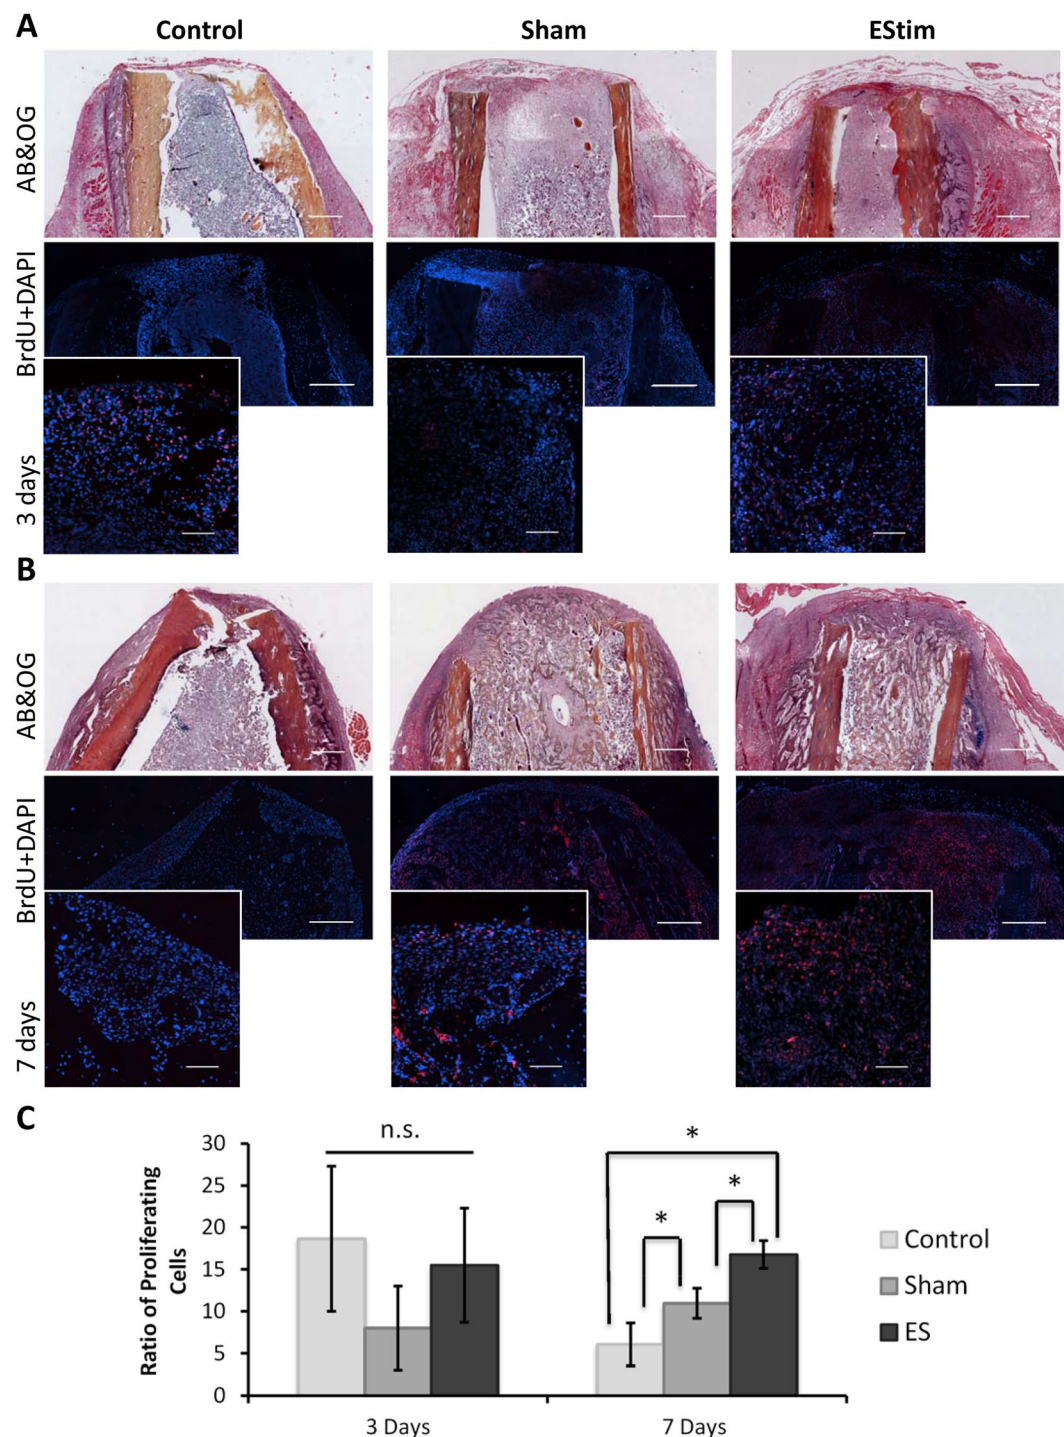 A
Control
Sham
EStim
AB&OG
BrdU+DAPI
3 days
B
AB&OG
BrdU+DAPI
7 days
C
Ratio of Proliferating
Cells
30
25
20
15
10
5
0
n.s.
*
*
*
3 Days
7 Days
Control
Sham
ES